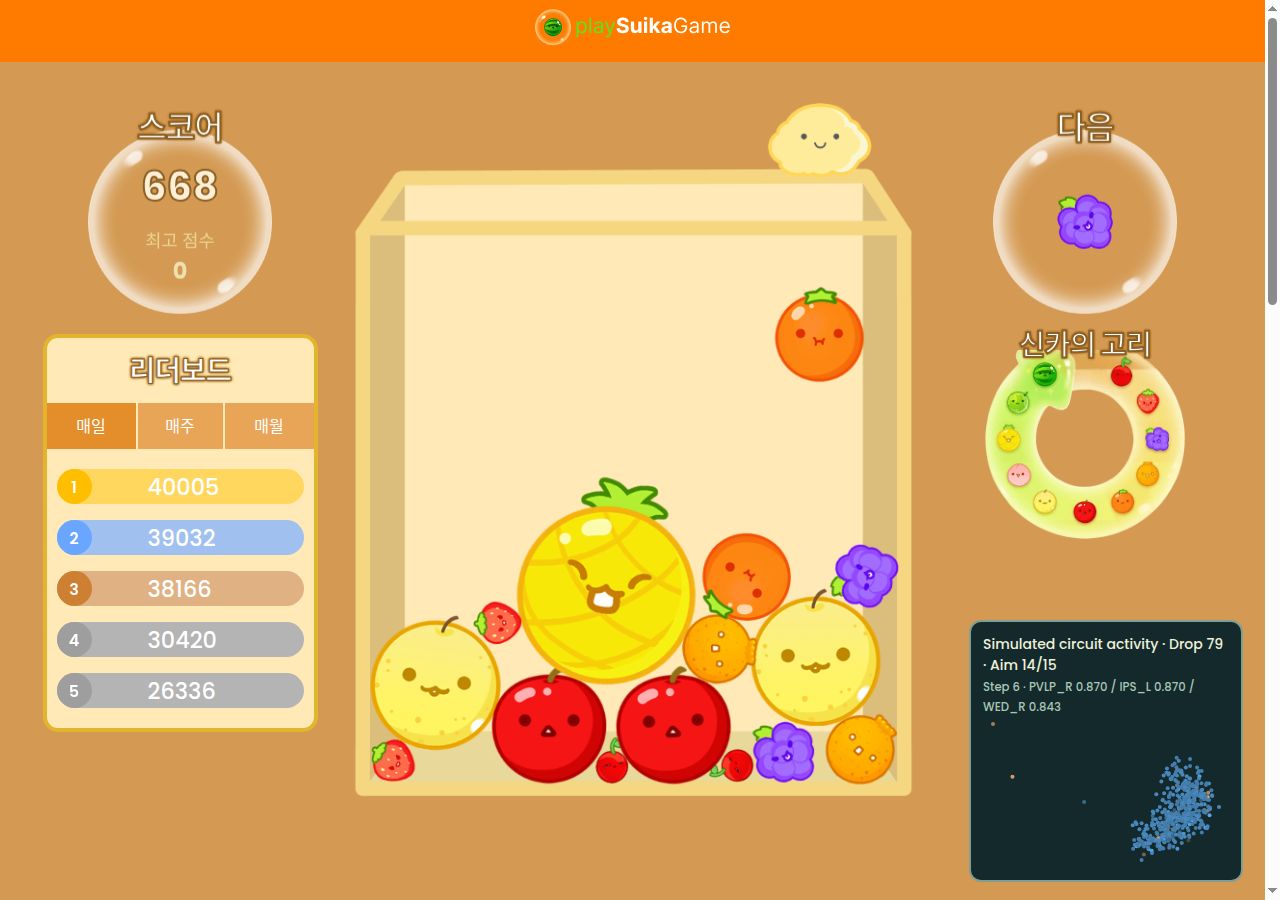 playSuikaGame
스코어
668
최고 점수
0
리더보드
매일 매주 매월
1 40005
2 39032
3 38166
4 30420
5 26336
다음
신카의 고리
Simulated circuit activity · Drop 79
· Aim 14/15
Step 6 · PVLP_R 0.870 / IPS_L 0.870 /
WED_R 0.843